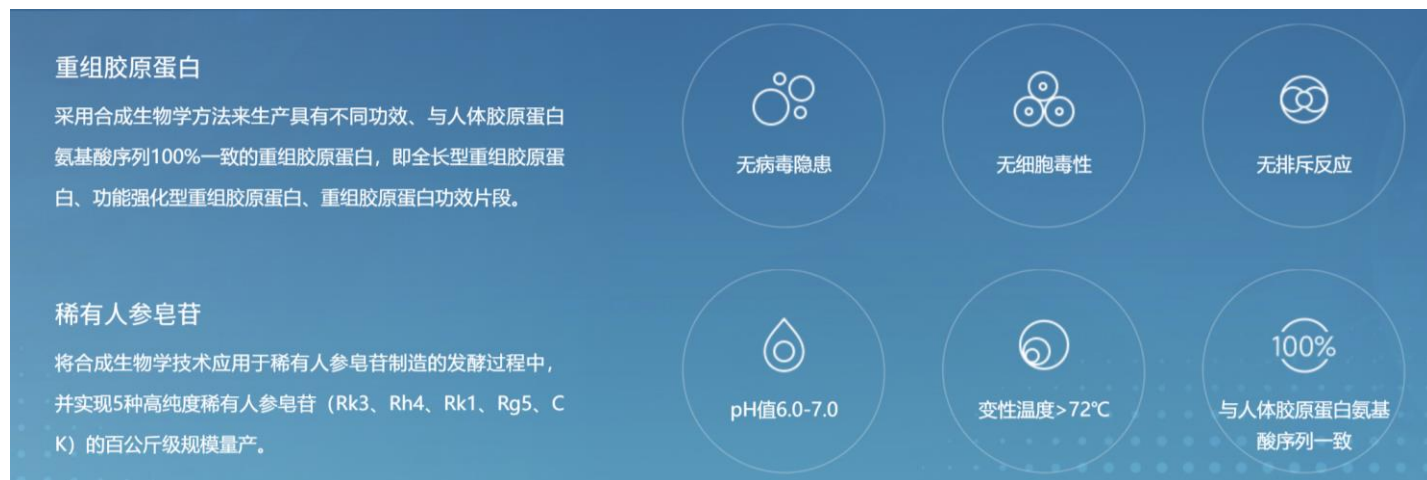 重组胶原蛋白
采用合成生物学方法来生产具有不同功效、与人体胶原蛋白
氨基酸序列100%一致的重组胶原蛋白，即全长型重组胶原蛋
白、功能强化型重组胶原蛋白、重组胶原蛋白功效片段。
无病毒隐患
无细胞毒性
无排斥反应
稀有人参皂苷
将合成生物学技术应用于稀有人参皂苷制造的发酵过程中，
并实现5种高纯度稀有人参皂苷（Rk3、Rh4、Rk1、Rg5、C
K）的百公斤级规模量产。
pH值6.0-7.0
变性温度>72℃
100%
与人体胶原蛋白氨基
酸序列一致